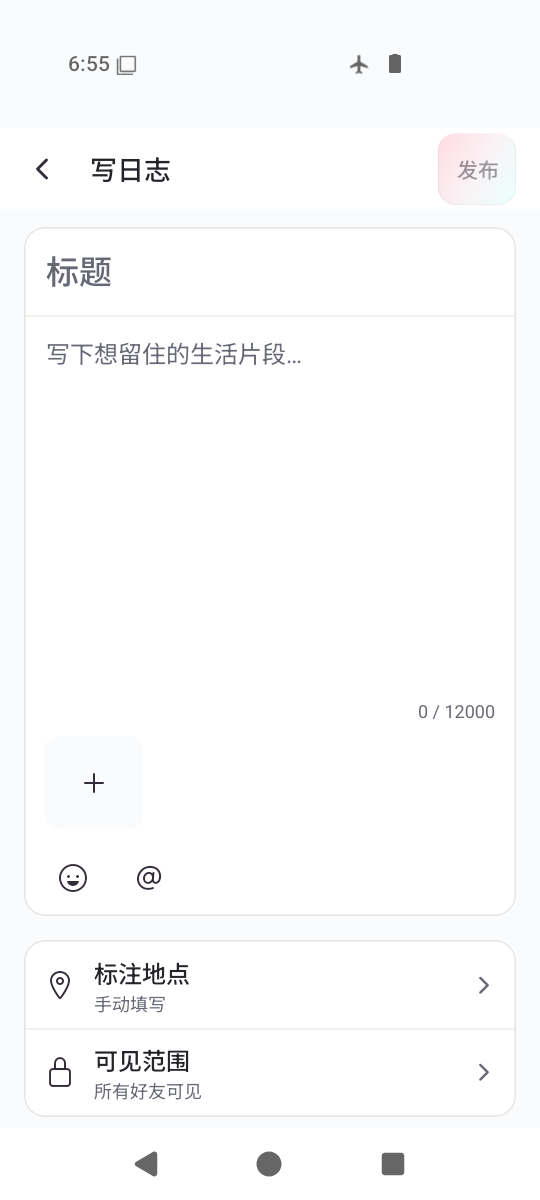 6:55
写日志
发布
标题
写下想留住的生活片段...
0 / 12000
@
标注地点
手动填写
可见范围
所有好友可见